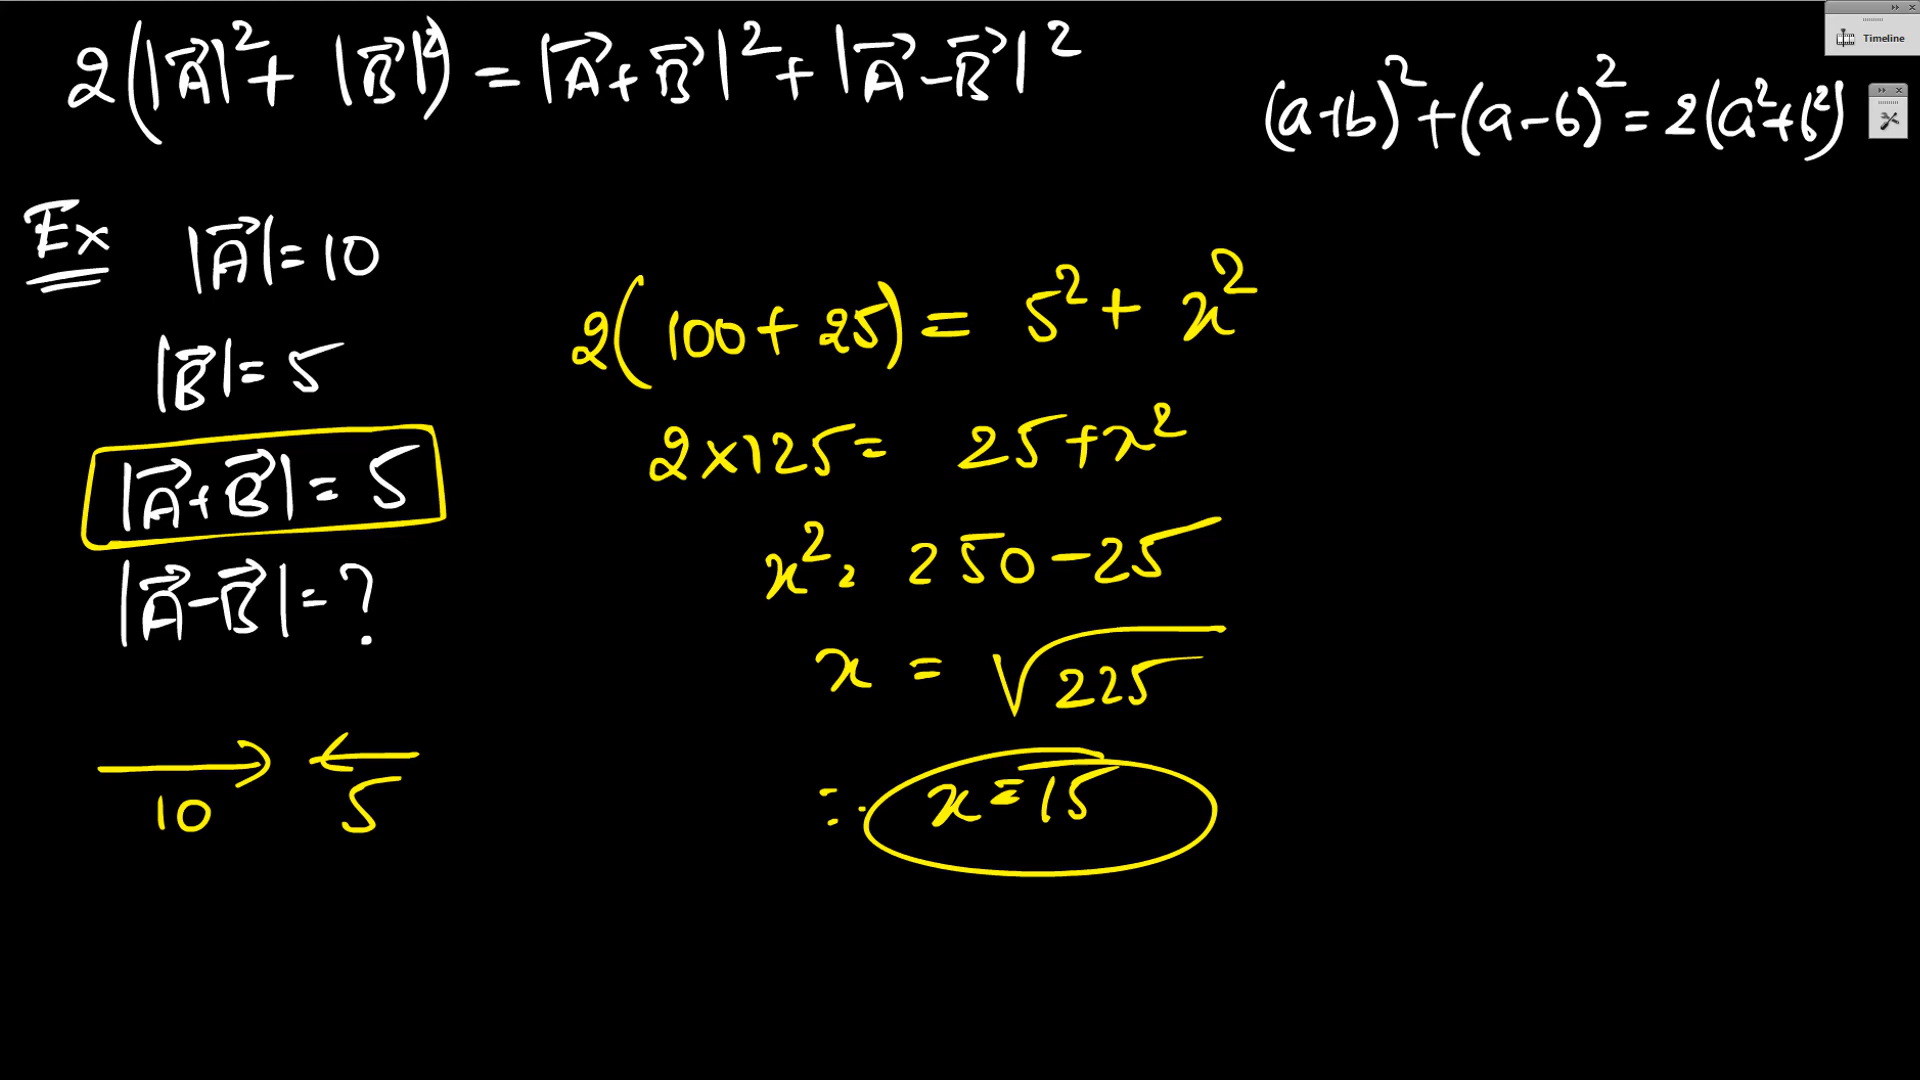 2(|A⃗|² + |B⃗|²) = |A⃗+B⃗|² + |A⃗-B⃗|²
(a+b)² + (a-b)² = 2(a²+b²)
Timeline
Ex |A⃗| = 10
|B⃗| = 5
|A⃗+B⃗| = 5
|A⃗-B⃗| = ?
10 5
2(100 + 25) = 5² + x²
2×125 = 25 + x²
x² = 250 - 25
x = √225
= x = 15